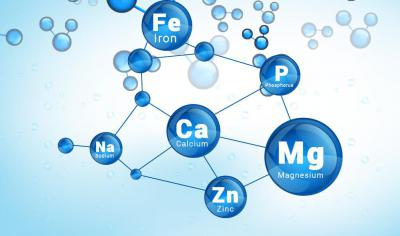 Fe
Iron
P
Phosphorus
Ca
Calcium
Na
Sodium
Mg
Magnesium
Zn
Zinc